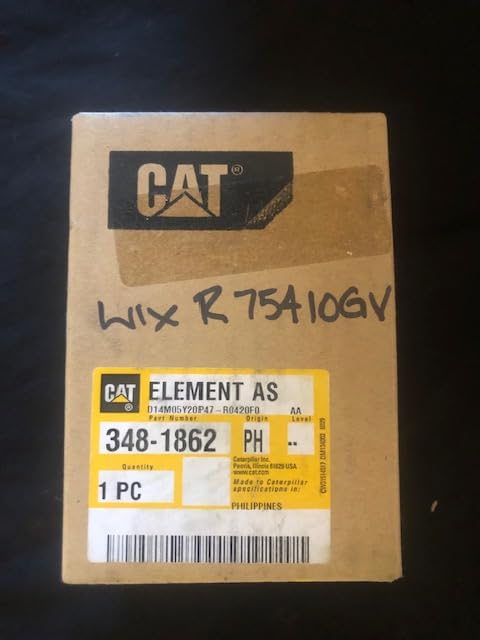 CAT®
WIX R 75410GV
CAT® ELEMENT AS
D14M05Y20P47-R0420F0 AA
Part Number Origin Level
348-1862 PH --
Quantity Caterpillar Inc.
Peoria, Illinois 61629-USA
www.cat.com
1 PC Made to Caterpillar
specifications in:
PHILIPPINES